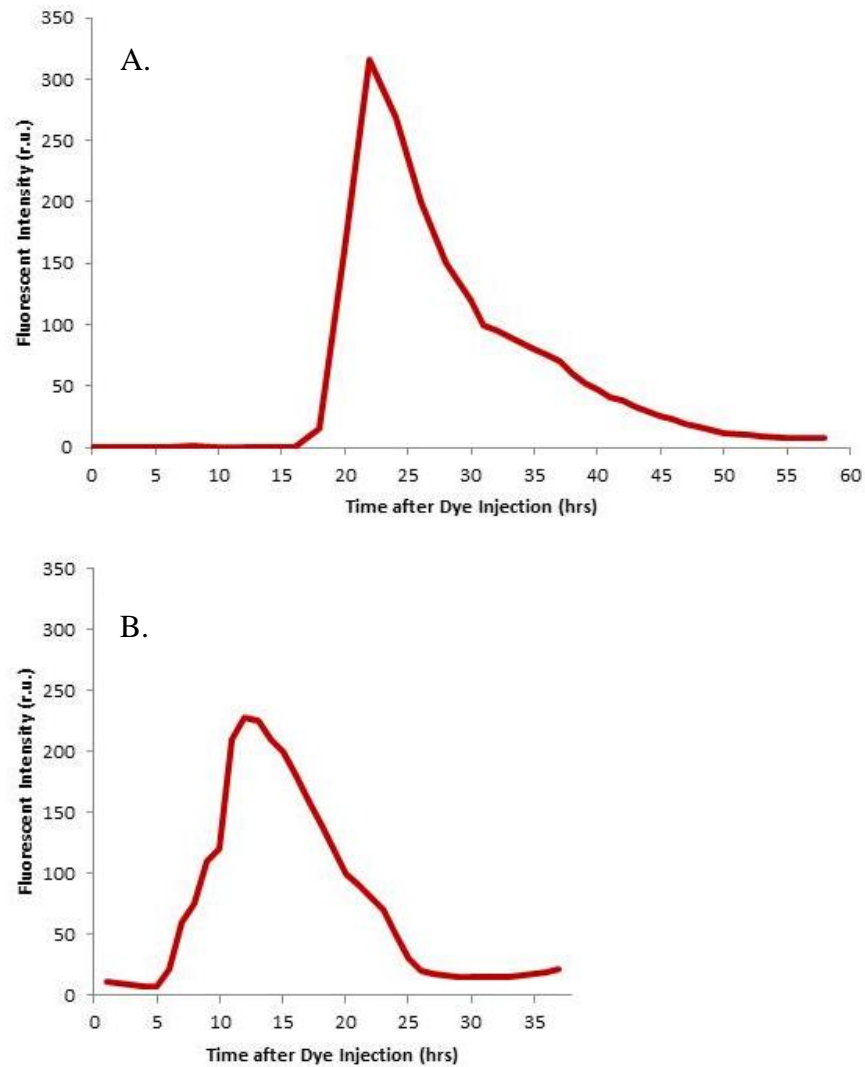 A.
Fluorescent Intensity (r.u.)
350
300
250
200
150
100
50
0
0 5 10 15 20 25 30 35 40 45 50 55 60
Time after Dye Injection (hrs)
B.
Fluorescent Intensity (r.u.)
350
300
250
200
150
100
50
0
0 5 10 15 20 25 30 35
Time after Dye Injection (hrs)